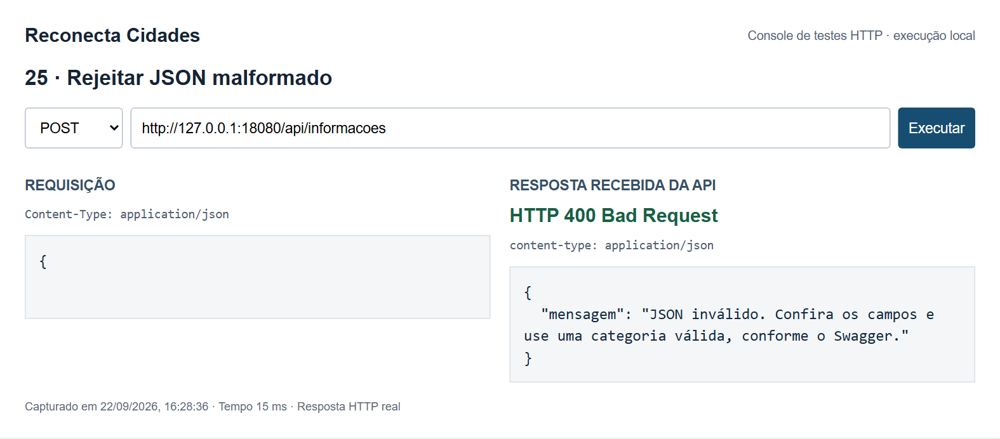 Reconecta Cidades
Console de testes HTTP · execução local
25 · Rejeitar JSON malformado
POST
http://127.0.0.1:18080/api/informacoes
Executar
REQUISIÇÃO
Content-Type: application/json
{
RESPOSTA RECEBIDA DA API
HTTP 400 Bad Request
content-type: application/json
{
"mensagem": "JSON inválido. Confira os campos e
use uma categoria válida, conforme o Swagger."
}
Capturado em 22/09/2026, 16:28:36 · Tempo 15 ms · Resposta HTTP real